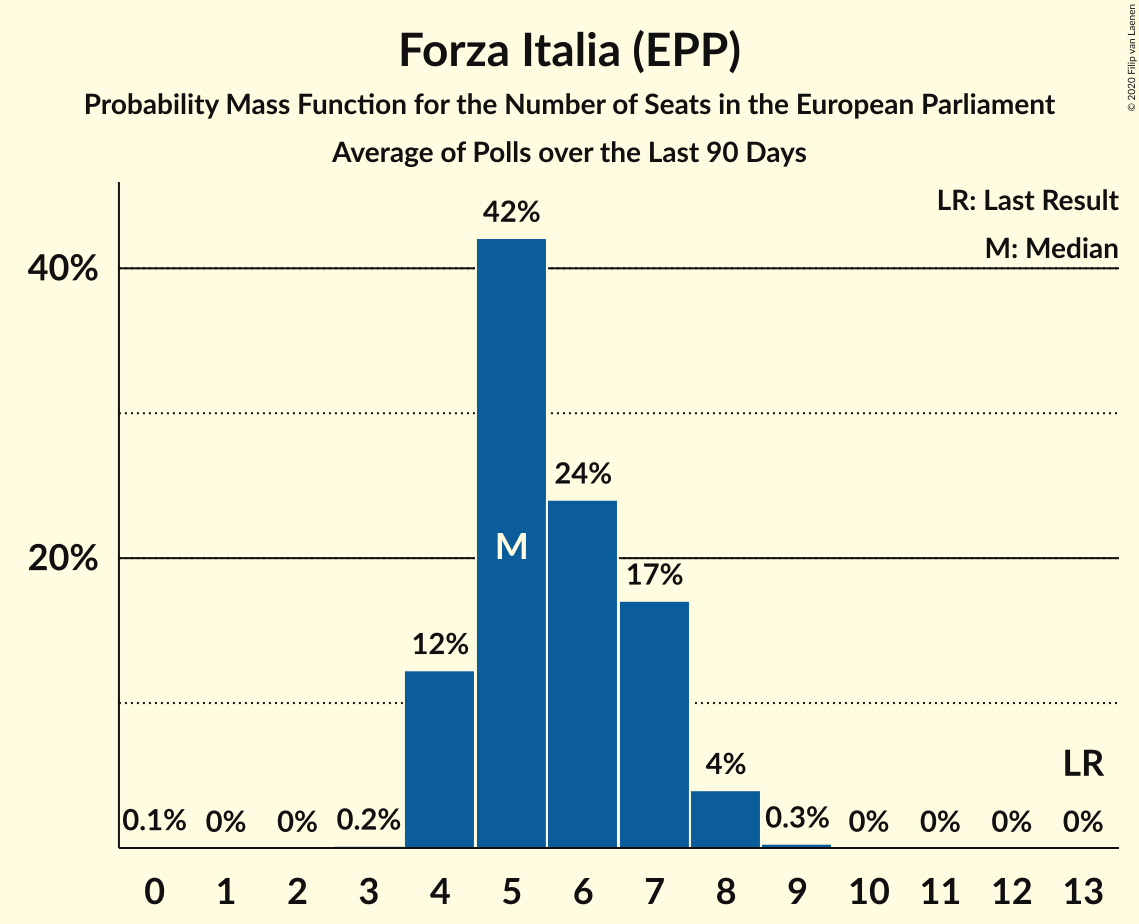 Forza Italia (EPP)
Probability Mass Function for the Number of Seats in the European Parliament
Average of Polls over the Last 90 Days
© 2020 Filip van Laenen
LR: Last Result
M: Median
40%
20%
42%
24%
17%
12%
4%
0.1%
0%
0%
0.2%
0.3%
0%
0%
0%
0%
M
LR
0 1 2 3 4 5 6 7 8 9 10 11 12 13